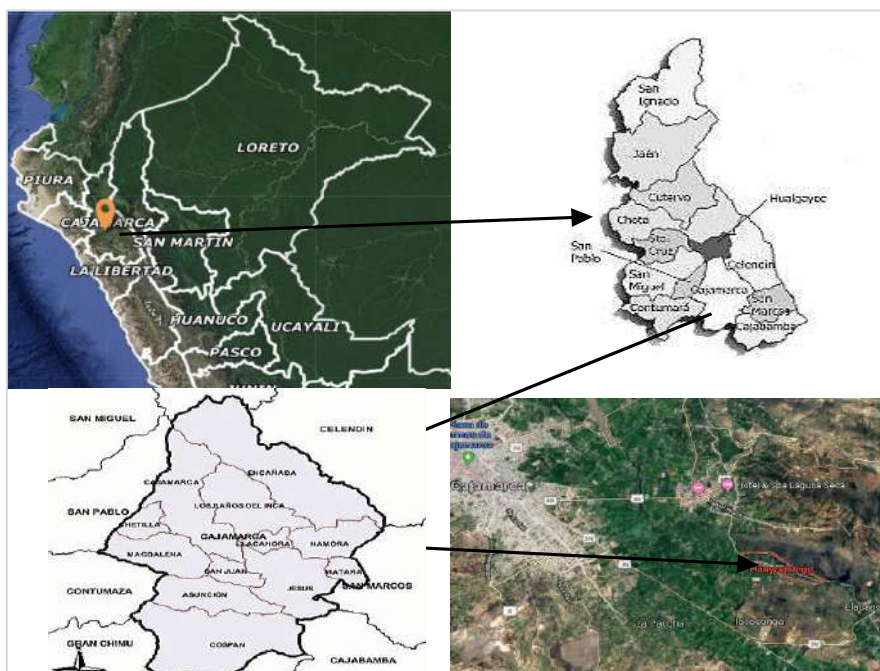 LORETO
PIURA
CAJAMARCA
SAN MARTIN
LA LIBERTAD
HUANUCO
UCAYALI
PASCO
JUNIN
San
Ignacio
Jaén
Cutervo
Hualgayoc
Chota
Sta.
Cruz
San
Pablo
Celendín
San
Miguel
Cajamarca
San
Marcos
Contumazá
Cajabamba
SAN MIGUEL
CELENDIN
ENCAÑADA
CAJAMARCA
LOS BAÑOS DEL INCA
SAN PABLO
CHETILLA
CAJAMARCA
LLACANORA
NAMORA
MAGDALENA
SAN JUAN
MATARA
JESUS
SAN MARCOS
CONTUMAZA
ASUNCIÓN
GRAN CHIMU
COSPAN
CAJABAMBA
Cajamarca
Hotel & Spa Laguna Seca